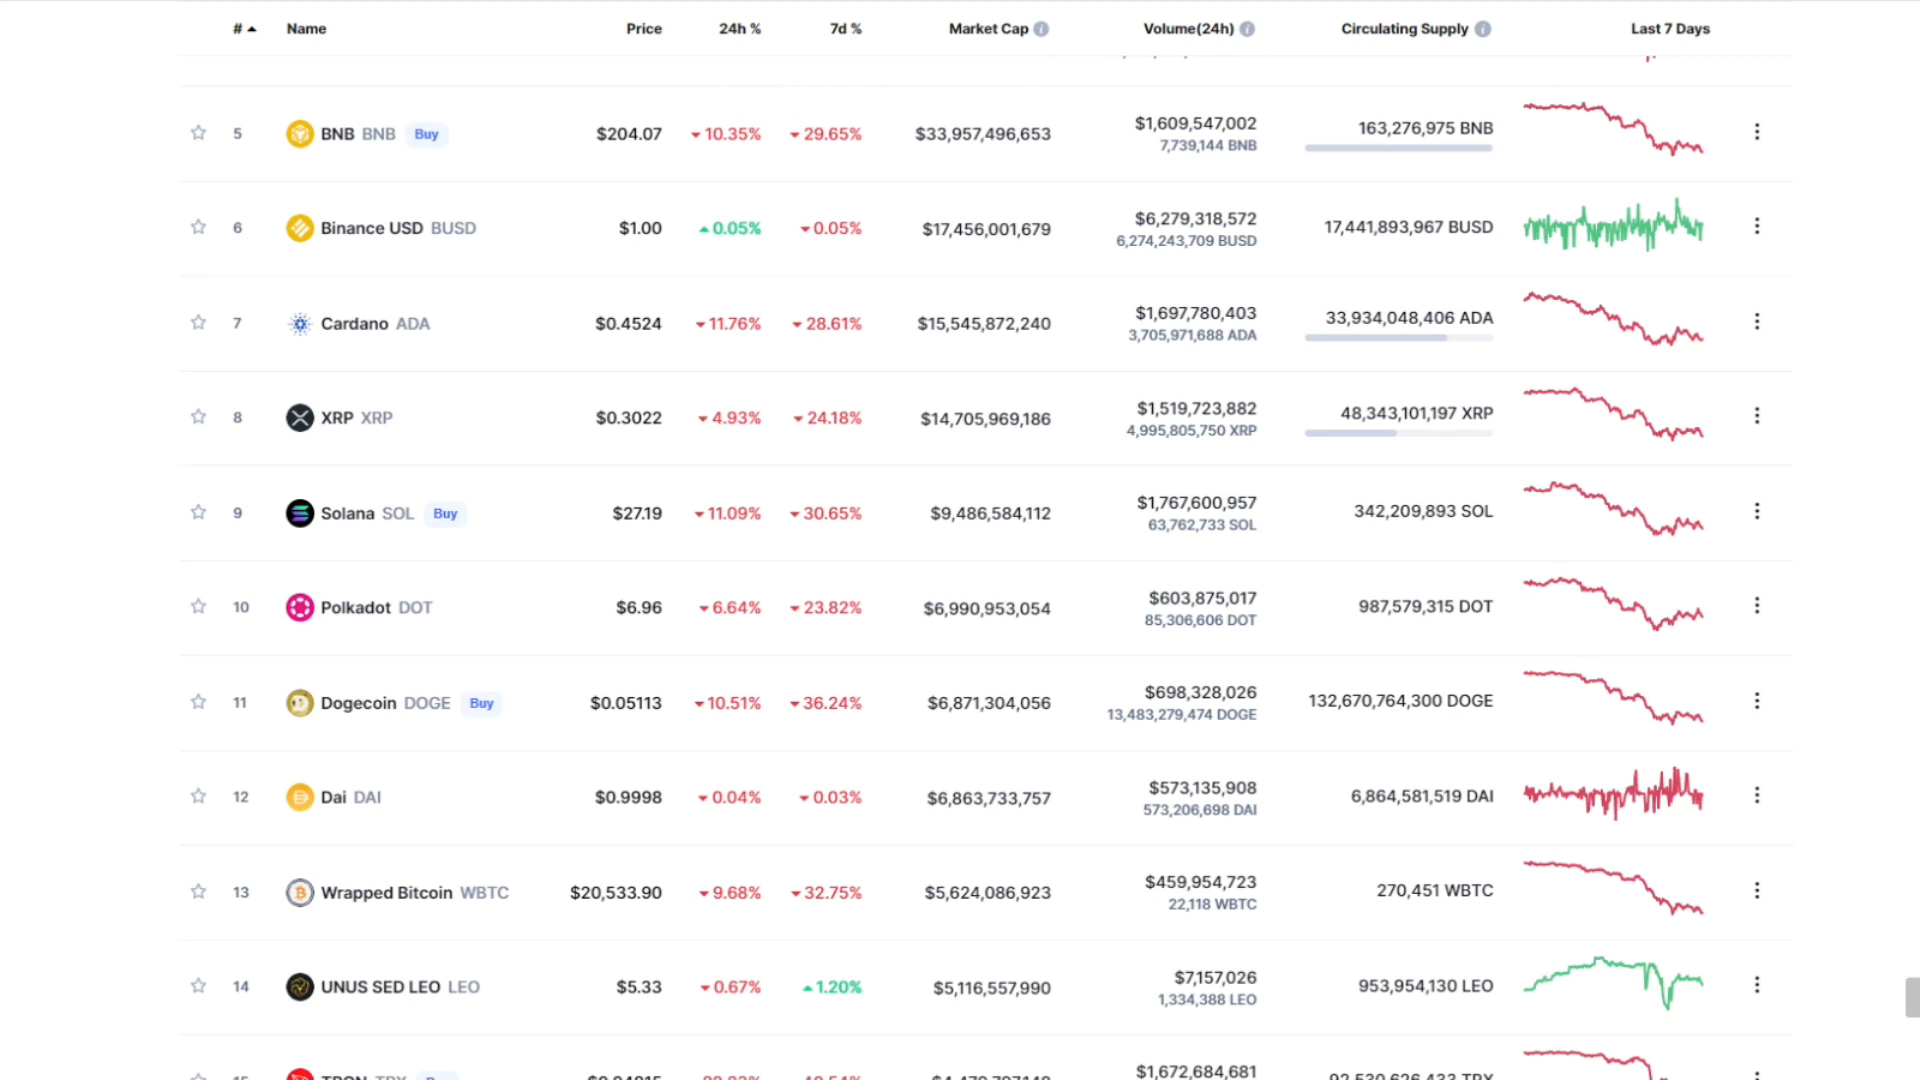 # Name Price 24h % 7d % Market Cap Volume(24h) Circulating Supply Last 7 Days
5 BNB BNB Buy $204.07 10.35% 29.65% $33,957,496,653 $1,609,547,002 163,276,975 BNB
7,739,144 BNB
6 Binance USD BUSD $1.00 0.05% 0.05% $17,456,001,679 $6,279,318,572 17,441,893,967 BUSD
6,274,243,709 BUSD
7 Cardano ADA $0.4524 11.76% 28.61% $15,545,872,240 $1,697,780,403 33,934,048,406 ADA
3,705,971,688 ADA
8 XRP XRP $0.3022 4.93% 24.18% $14,705,969,186 $1,519,723,882 48,343,101,197 XRP
4,995,805,750 XRP
9 Solana SOL Buy $27.19 11.09% 30.65% $9,486,584,112 $1,767,600,957 342,209,893 SOL
63,762,733 SOL
10 Polkadot DOT $6.96 6.64% 23.82% $6,990,953,054 $603,875,017 987,579,315 DOT
85,306,606 DOT
11 Dogecoin DOGE Buy $0.05113 10.51% 36.24% $6,871,304,056 $698,328,026 132,670,764,300 DOGE
13,483,279,474 DOGE
12 Dai DAI $0.9998 0.04% 0.03% $6,863,733,757 $573,135,908 6,864,581,519 DAI
573,206,698 DAI
13 Wrapped Bitcoin WBTC $20,533.90 9.68% 32.75% $5,624,086,923 $459,954,723 270,451 WBTC
22,118 WBTC
14 UNUS SED LEO LEO $5.33 0.67% 1.20% $5,116,557,990 $7,157,026 953,954,130 LEO
1,334,388 LEO
TRON TRX $1,672,684,681